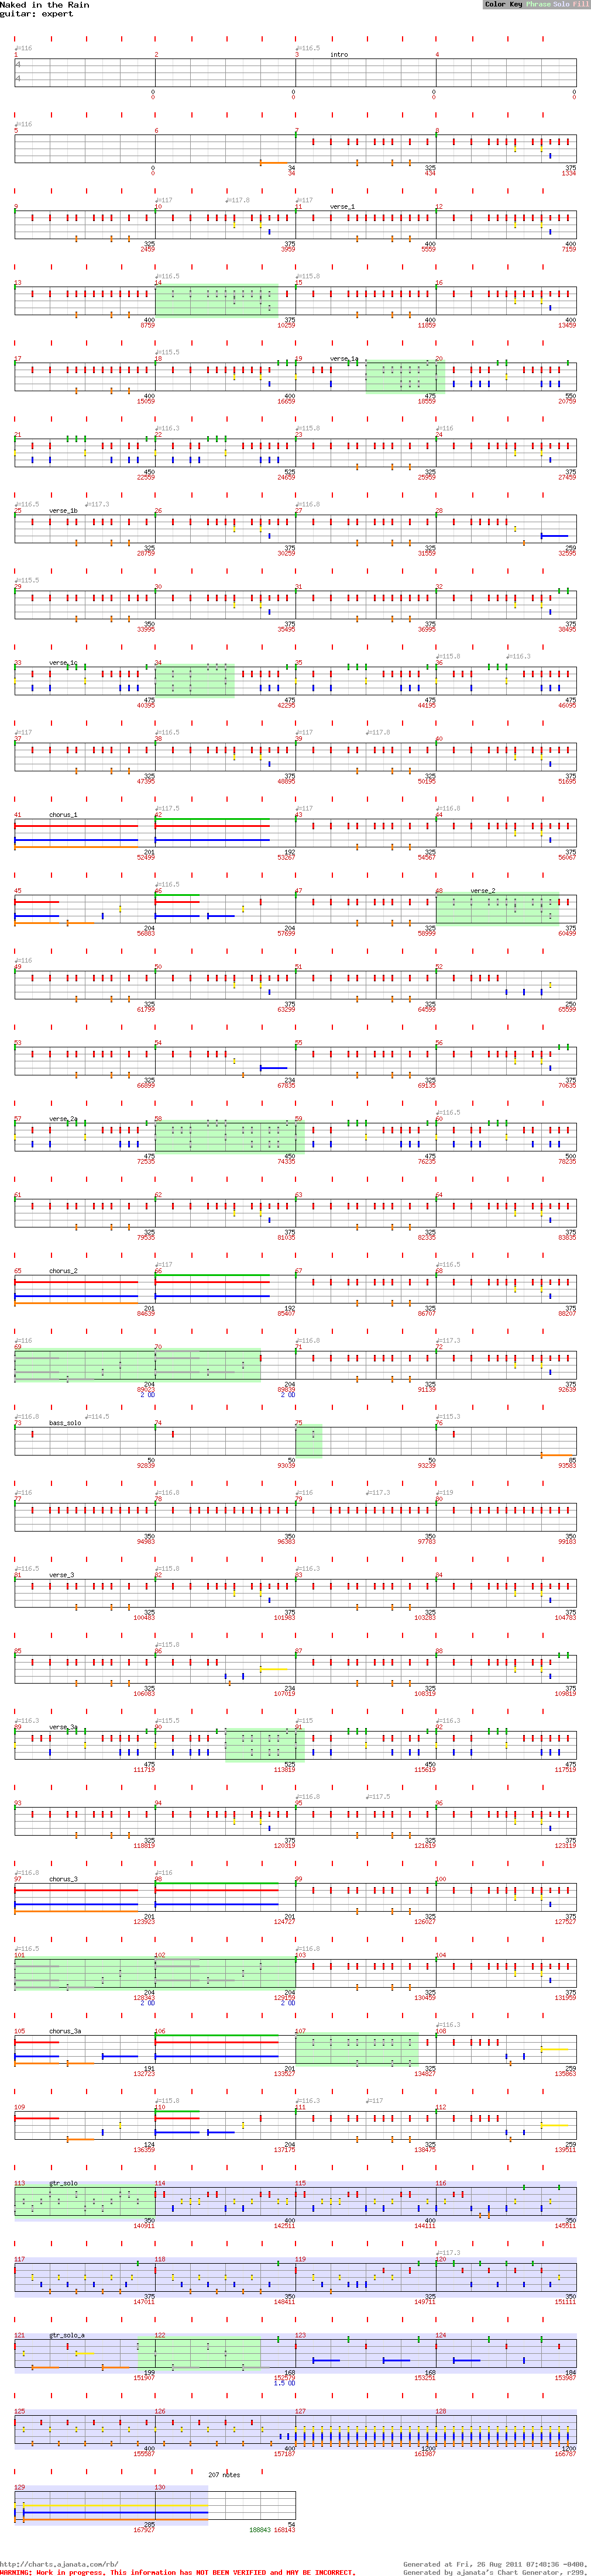 Naked in the Rain
guitar: expert
Color Key Phrase Solo Fill
♩=116 ♩=116.5
1 2 3 intro 4
0 0 0 0
0 0 0 0
♩=116
5 6 7 8
0 34 325 375
0 34 434 1334
♩=117 ♩=117.8 ♩=117
9 10 11 verse_1 12
325 375 400 400
2459 3959 5559 7159
♩=116.5 ♩=115.8
13 14 15 16
400 375 400 400
8759 10259 11859 13459
♩=115.5
17 18 19 verse_1a 20
400 400 475 550
15059 16659 18559 20759
♩=116.3 ♩=115.8 ♩=116
21 22 23 24
450 525 325 375
22559 24659 25959 27459
♩=116.5 ♩=117.3 ♩=116.8
25 verse_1b 26 27 28
325 375 325 259
28759 30259 31559 32595
♩=115.5
29 30 31 32
350 375 375 375
33995 35495 36995 38495
♩=115.8 ♩=116.3
33 verse_1c 34 35 36
475 475 475 475
40395 42295 44195 46095
♩=117 ♩=116.5 ♩=117 ♩=117.8
37 38 39 40
325 375 325 375
47395 48895 50195 51695
♩=117.5 ♩=117 ♩=116.8
41 chorus_1 42 43 44
201 192 325 375
52499 53267 54567 56067
♩=116.5
45 46 47 48 verse_2
204 204 325 375
56883 57699 58999 60499
♩=116
49 50 51 52
325 375 325 250
61799 63299 64599 65599
53 54 55 56
325 234 325 375
66899 67835 69135 70635
♩=116.5
57 verse_2a 58 59 60
475 450 475 500
72535 74335 76235 78235
61 62 63 64
325 375 325 375
79535 81035 82335 83835
♩=117 ♩=116.5
65 chorus_2 66 67 68
201 192 325 375
84639 85407 86707 88207
♩=116 ♩=116.8 ♩=117.3
69 70 71 72
204 204 325 375
89023 89839 91139 92639
2 OD 2 OD
♩=116.8 ♩=114.5 ♩=115.3
73 bass_solo 74 75 76
50 50 50 85
92839 93039 93239 93583
♩=116 ♩=116.8 ♩=116 ♩=117.3 ♩=119
77 78 79 80
350 350 350 350
94983 96383 97783 99183
♩=116.5 ♩=115.8 ♩=116.3
81 verse_3 82 83 84
325 375 325 375
100483 101983 103283 104783
♩=115.8
85 86 87 88
325 234 325 375
106083 107019 108319 109819
♩=116.3 ♩=115.5 ♩=115 ♩=116.3
89 verse_3a 90 91 92
475 525 450 475
111719 113819 115619 117519
♩=116.8 ♩=117.5
93 94 95 96
325 375 325 375
118819 120319 121619 123119
♩=116.8 ♩=116
97 chorus_3 98 99 100
201 201 325 375
123923 124727 126027 127527
♩=116.5 ♩=116.8
101 102 103 104
204 204 325 375
128343 129159 130459 131959
2 OD 2 OD
♩=116.3
105 chorus_3a 106 107 108
191 201 325 259
132723 133527 134827 135863
♩=115.8 ♩=116.3 ♩=117
109 110 111 112
124 204 325 259
136359 137175 138475 139511
113 gtr_solo 114 115 116
350 400 400 350
140911 142511 144111 145511
♩=117.3
117 118 119 120
375 350 325 350
147011 148411 149711 151111
121 gtr_solo_a 122 123 124
199 168 168 184
151907 152579 153251 153987
1.5 OD
125 126 127 128
400 400 1200 1200
155587 157187 161987 166787
207 notes
129 130
285 54
167927 188843 168143
http://charts.ajanata.com/rb/
WARNING: Work in progress. This information has NOT BEEN VERIFIED and MAY BE INCORRECT.
Generated at Fri, 26 Aug 2011 07:48:36 -0400.
Generated by ajanata's Chart Generator, r299.